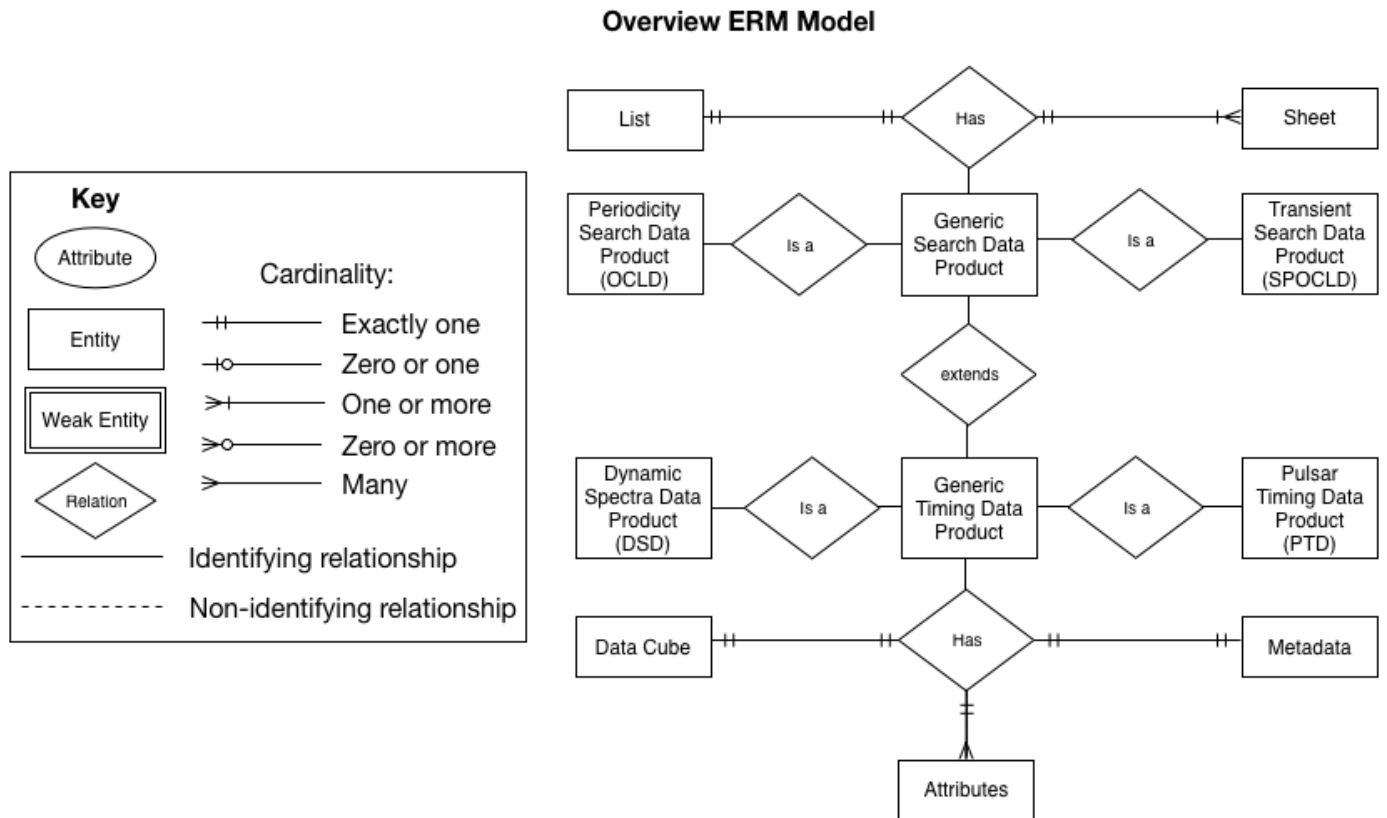 Overview ERM Model
List
Has
Sheet
Key
Attribute
Entity
Weak Entity
Relation
Cardinality:
Exactly one
Zero or one
One or more
Zero or more
Many
Identifying relationship
Non-identifying relationship
Periodicity
Search Data
Product
(OCLD)
Is a
Generic
Search Data
Product
Is a
Transient
Search Data
Product
(SPOCLD)
extends
Dynamic
Spectra Data
Product
(DSD)
Is a
Generic
Timing Data
Product
Is a
Pulsar
Timing Data
Product
(PTD)
Data Cube
Has
Metadata
Attributes